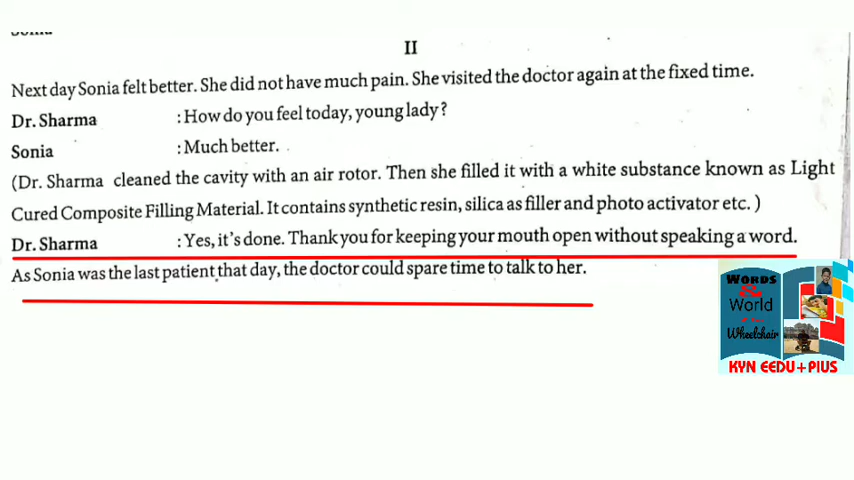 II
Next day Sonia felt better. She did not have much pain. She visited the doctor again at the fixed time.
Dr. Sharma : How do you feel today, young lady?
Sonia : Much better.
(Dr. Sharma cleaned the cavity with an air rotor. Then she filled it with a white substance known as Light
Cured Composite Filling Material. It contains synthetic resin, silica as filler and photo activator etc. )
Dr. Sharma : Yes, it's done. Thank you for keeping your mouth open without speaking a word.
As Sonia was the last patient that day, the doctor could spare time to talk to her.
WORDS
&
World
Wheelchair
KYN EEDU+PIUS